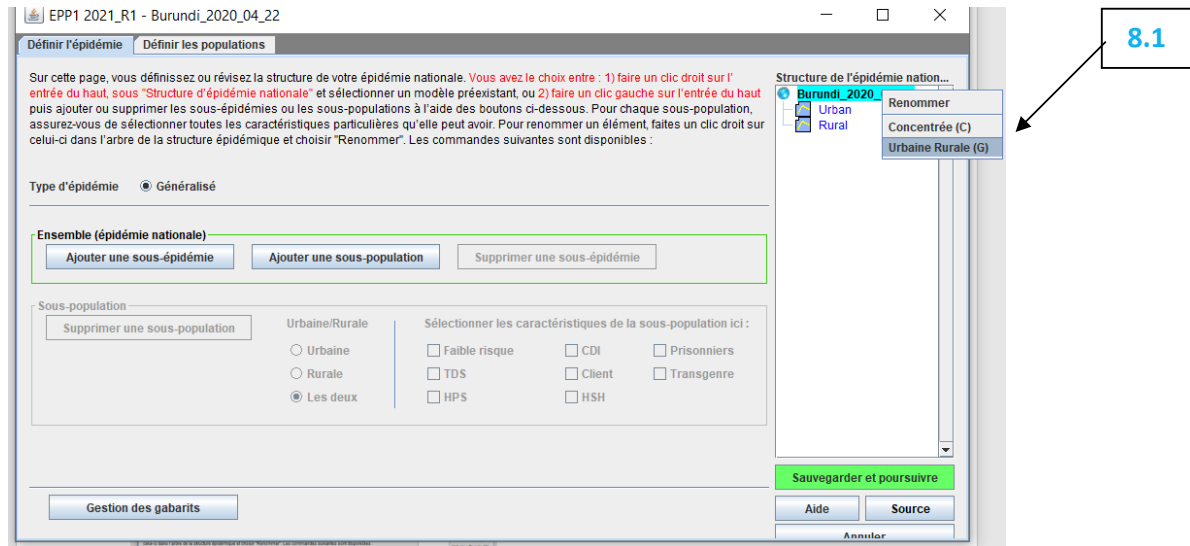 EPP1 2021_R1 - Burundi_2020_04_22
8.1
Définir l'épidémie Définir les populations
Sur cette page, vous définissez ou révisez la structure de votre épidémie nationale. Vous avez le choix entre : 1) faire un clic droit sur l'
entrée du haut, sous "Structure d'épidémie nationale" et sélectionner un modèle préexistant, ou 2) faire un clic gauche sur l'entrée du haut
puis ajouter ou supprimer les sous-épidémies ou les sous-populations à l'aide des boutons ci-dessous. Pour chaque sous-population,
assurez-vous de sélectionner toutes les caractéristiques particulières qu'elle peut avoir. Pour renommer un élément, faites un clic droit sur
celui-ci dans l'arbre de la structure épidémique et choisir "Renommer". Les commandes suivantes sont disponibles :
Structure de l'épidémie nation...
Burundi_2020_
Urban
Rural
Renommer
Concentrée (C)
Urbaine Rurale (G)
Type d'épidémie Généralisé
Ensemble (épidémie nationale)
Ajouter une sous-épidémie Ajouter une sous-population Supprimer une sous-épidémie
Sous-population
Supprimer une sous-population
Urbaine/Rurale
Urbaine
Rurale
Les deux
Sélectionner les caractéristiques de la sous-population ici :
Faible risque CDI Prisonniers
TDS Client Transgenre
HPS HSH
Sauvegarder et poursuivre
Gestion des gabarits
Aide Source
Annuler